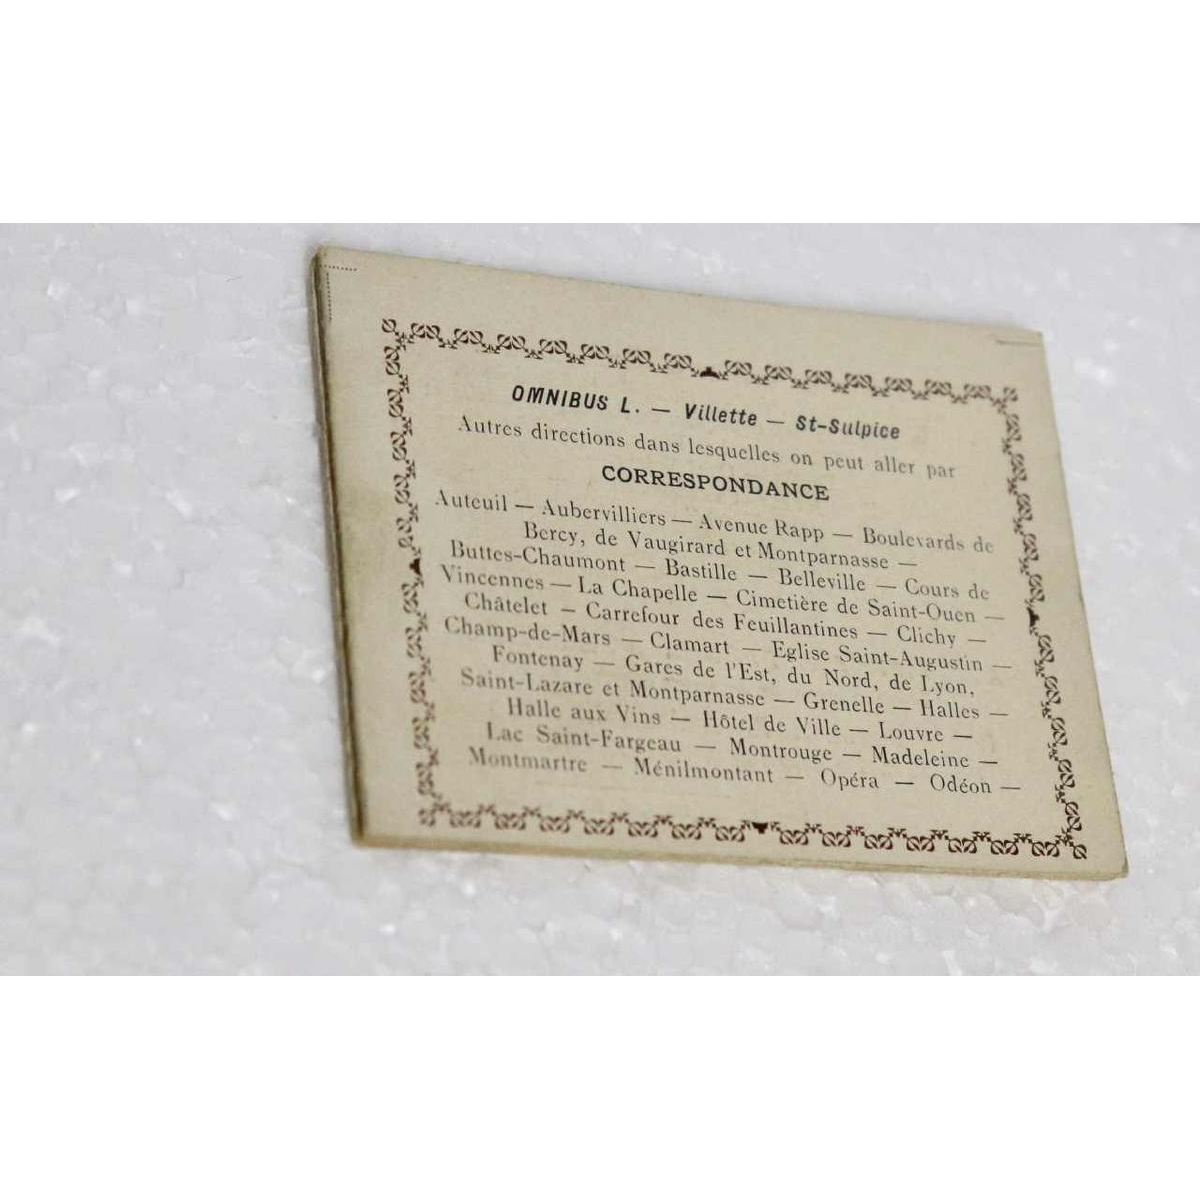 OMNIBUS L. — Villette — St-Sulpice
Autres directions dans lesquelles on peut aller par
CORRESPONDANCE
Auteuil — Aubervilliers — Avenue Rapp — Boulevards de
Bercy, de Vaugirard et Montparnasse —
Buttes-Chaumont — Bastille — Belleville — Cours de
Vincennes — La Chapelle — Cimetière de Saint-Ouen —
Châtelet — Carrefour des Feuillantines — Clichy —
Champ-de-Mars — Clamart — Eglise Saint-Augustin —
Fontenay — Gares de l'Est, du Nord, de Lyon,
Saint-Lazare et Montparnasse — Grenelle — Halles —
Halle aux Vins — Hôtel de Ville — Louvre —
Lac Saint-Fargeau — Montrouge — Madeleine —
Montmartre — Ménilmontant — Opéra — Odéon —